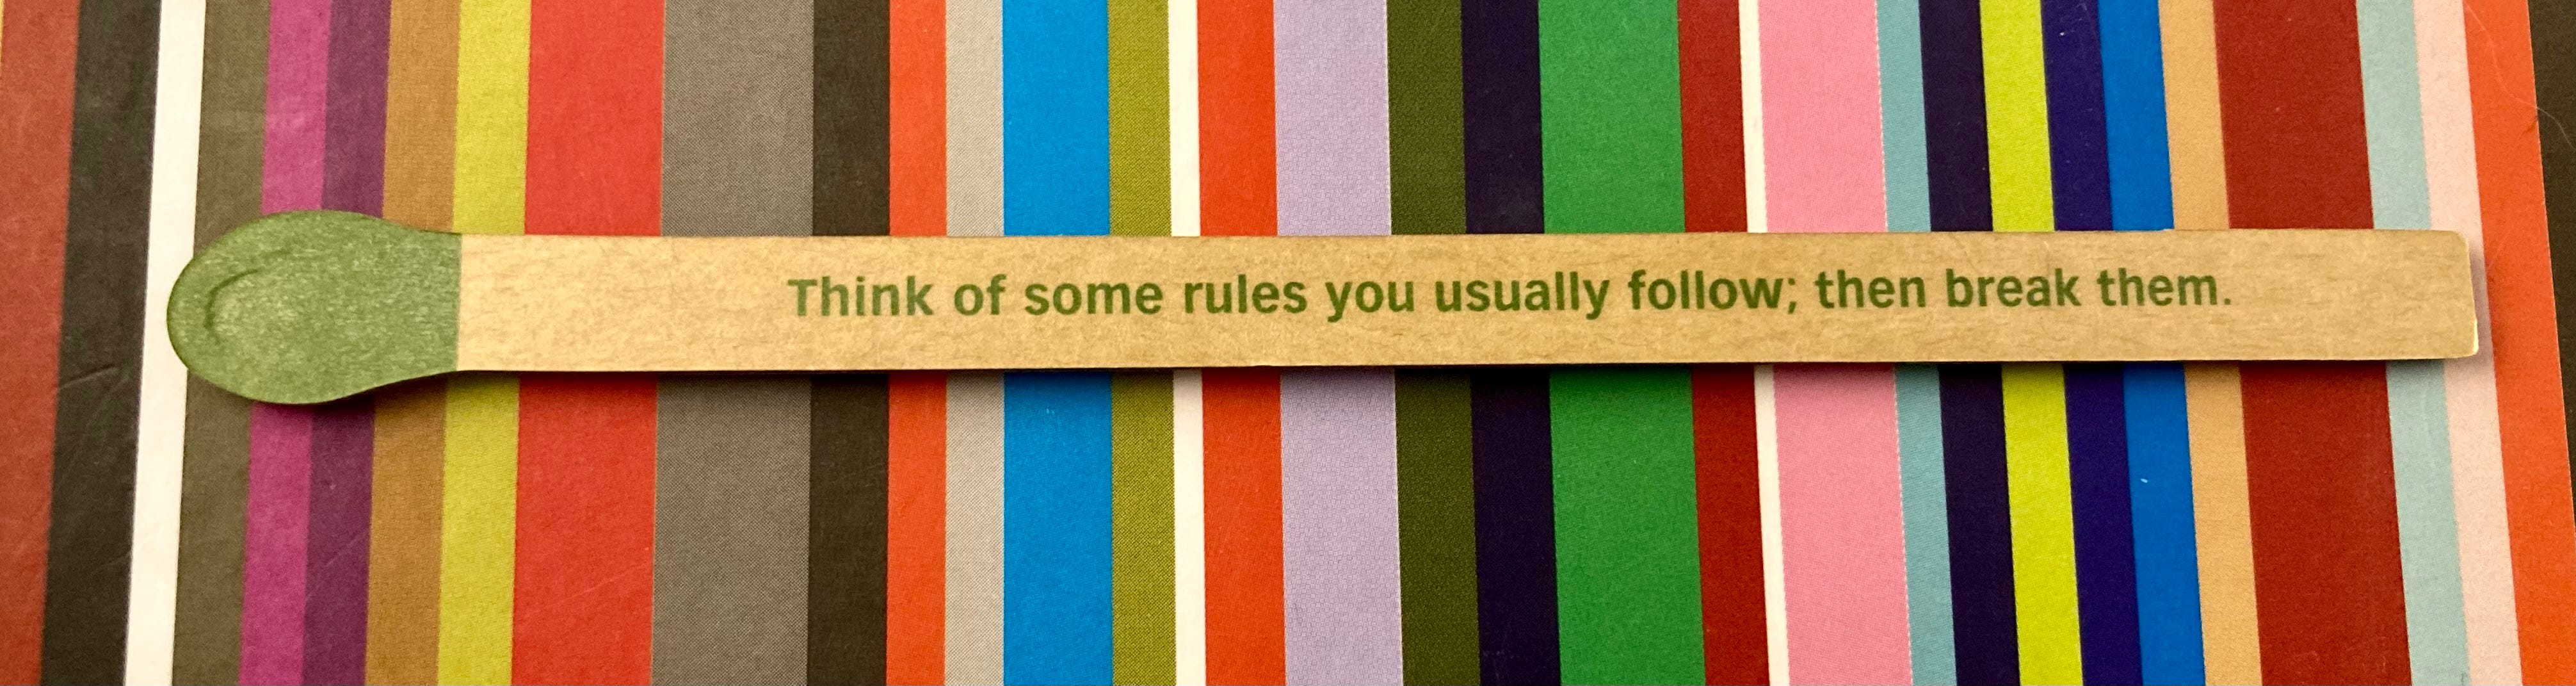 Think of some rules you usually follow; then break them.